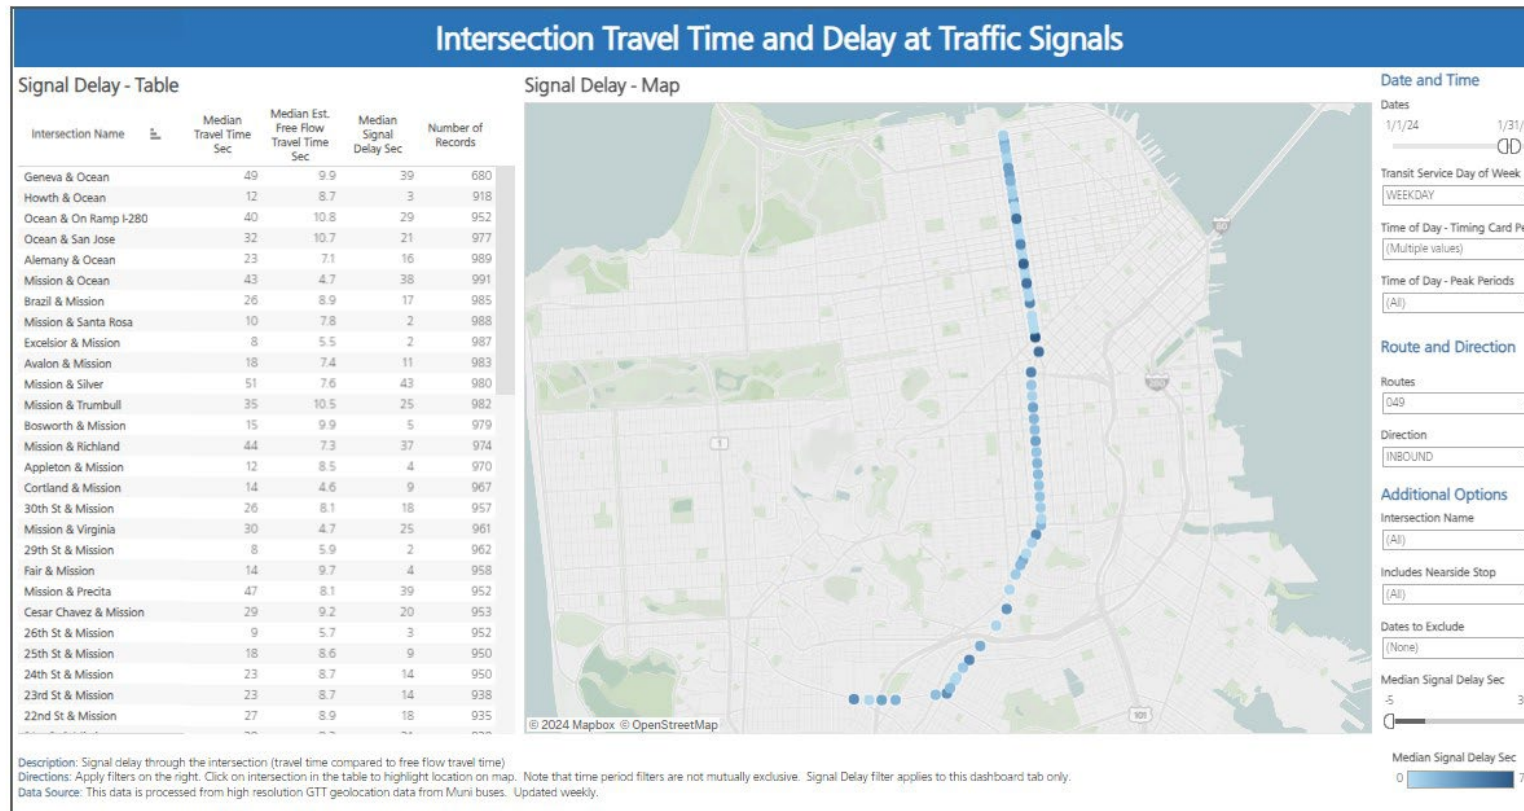 Intersection Travel Time and Delay at Traffic Signals
Signal Delay - Table
Intersection Name
Median Travel Time Sec
Median Est. Free Flow Travel Time Sec
Median Signal Delay Sec
Number of Records
Geneva & Ocean 49 9.9 39 680
Howth & Ocean 12 8.7 3 918
Ocean & On Ramp I-280 40 10.8 29 952
Ocean & San Jose 32 10.7 21 977
Alemany & Ocean 23 7.1 16 989
Mission & Ocean 43 4.7 38 991
Brazil & Mission 26 8.9 17 985
Mission & Santa Rosa 10 7.8 2 988
Excelsior & Mission 8 5.5 2 987
Avalon & Mission 18 7.4 11 983
Mission & Silver 51 7.6 43 980
Mission & Trumbull 35 10.5 25 982
Bosworth & Mission 15 9.9 5 979
Mission & Richland 44 7.3 37 974
Appleton & Mission 12 8.5 4 970
Cortland & Mission 14 4.6 9 967
30th St & Mission 26 8.1 18 957
Mission & Virginia 30 4.7 25 961
29th St & Mission 8 5.9 2 962
Fair & Mission 14 9.7 4 958
Mission & Precita 47 8.1 39 952
Cesar Chavez & Mission 29 9.2 20 953
26th St & Mission 9 5.7 3 952
25th St & Mission 18 8.6 9 950
24th St & Mission 23 8.7 14 950
23rd St & Mission 23 8.7 14 938
22nd St & Mission 27 8.9 18 935
Signal Delay - Map
80
280
1
101
© 2024 Mapbox © OpenStreetMap
Date and Time
Dates
1/1/24 1/31/
Transit Service Day of Week
WEEKDAY
Time of Day - Timing Card Pe
(Multiple values)
Time of Day - Peak Periods
(All)
Route and Direction
Routes
049
Direction
INBOUND
Additional Options
Intersection Name
(All)
Includes Nearside Stop
(All)
Dates to Exclude
(None)
Median Signal Delay Sec
-5 3
Median Signal Delay Sec
0 7
Description: Signal delay through the intersection (travel time compared to free flow travel time)
Directions: Apply filters on the right. Click on intersection in the table to highlight location on map. Note that time period filters are not mutually exclusive. Signal Delay filter applies to this dashboard tab only.
Data Source: This data is processed from high resolution GTT geolocation data from Muni buses. Updated weekly.